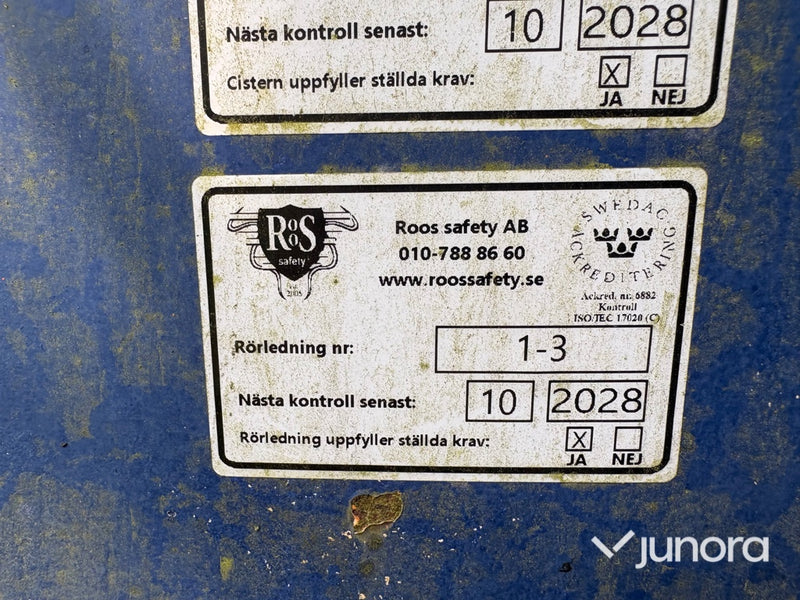 Nästa kontroll senast: 10 2028
Cistern uppfyller ställda krav: X
JA NEJ
RooS
safety
Roos safety AB
010-788 86 60
www.roossafety.se
SWEDAC
ACKREDITERING
Ackred. nr. 6882
Kontroll
ISO/IEC 17020 (C)
Rörledning nr: 1-3
Nästa kontroll senast: 10 2028
Rörledning uppfyller ställda krav: X
JA NEJ
junora